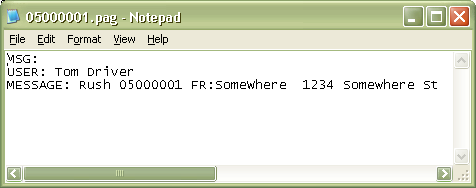 05000001.pag - Notepad
File Edit Format View Help
MSG:
USER: Tom Driver
MESSAGE: Rush 05000001 FR:Somewhere  1234 Somewhere St